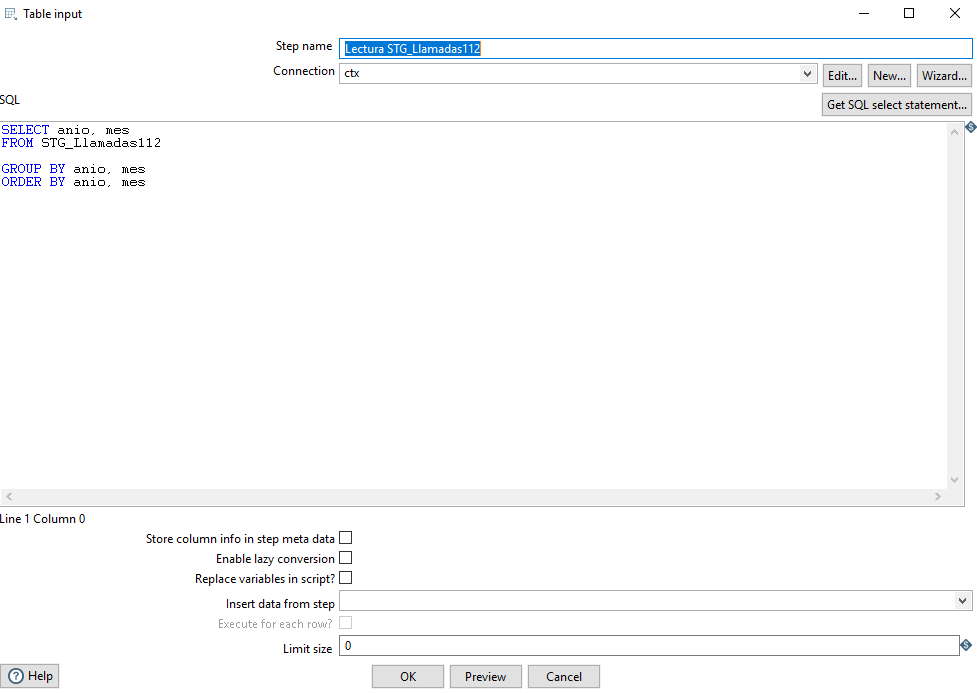 Table input
Step name Lectura STG_Llamadas112
Connection ctx Edit... New... Wizard...
SQL Get SQL select statement...
SELECT anio, mes
FROM STG_Llamadas112
GROUP BY anio, mes
ORDER BY anio, mes
Line 1 Column 0
Store column info in step meta data
Enable lazy conversion
Replace variables in script?
Insert data from step
Execute for each row?
Limit size 0
Help OK Preview Cancel